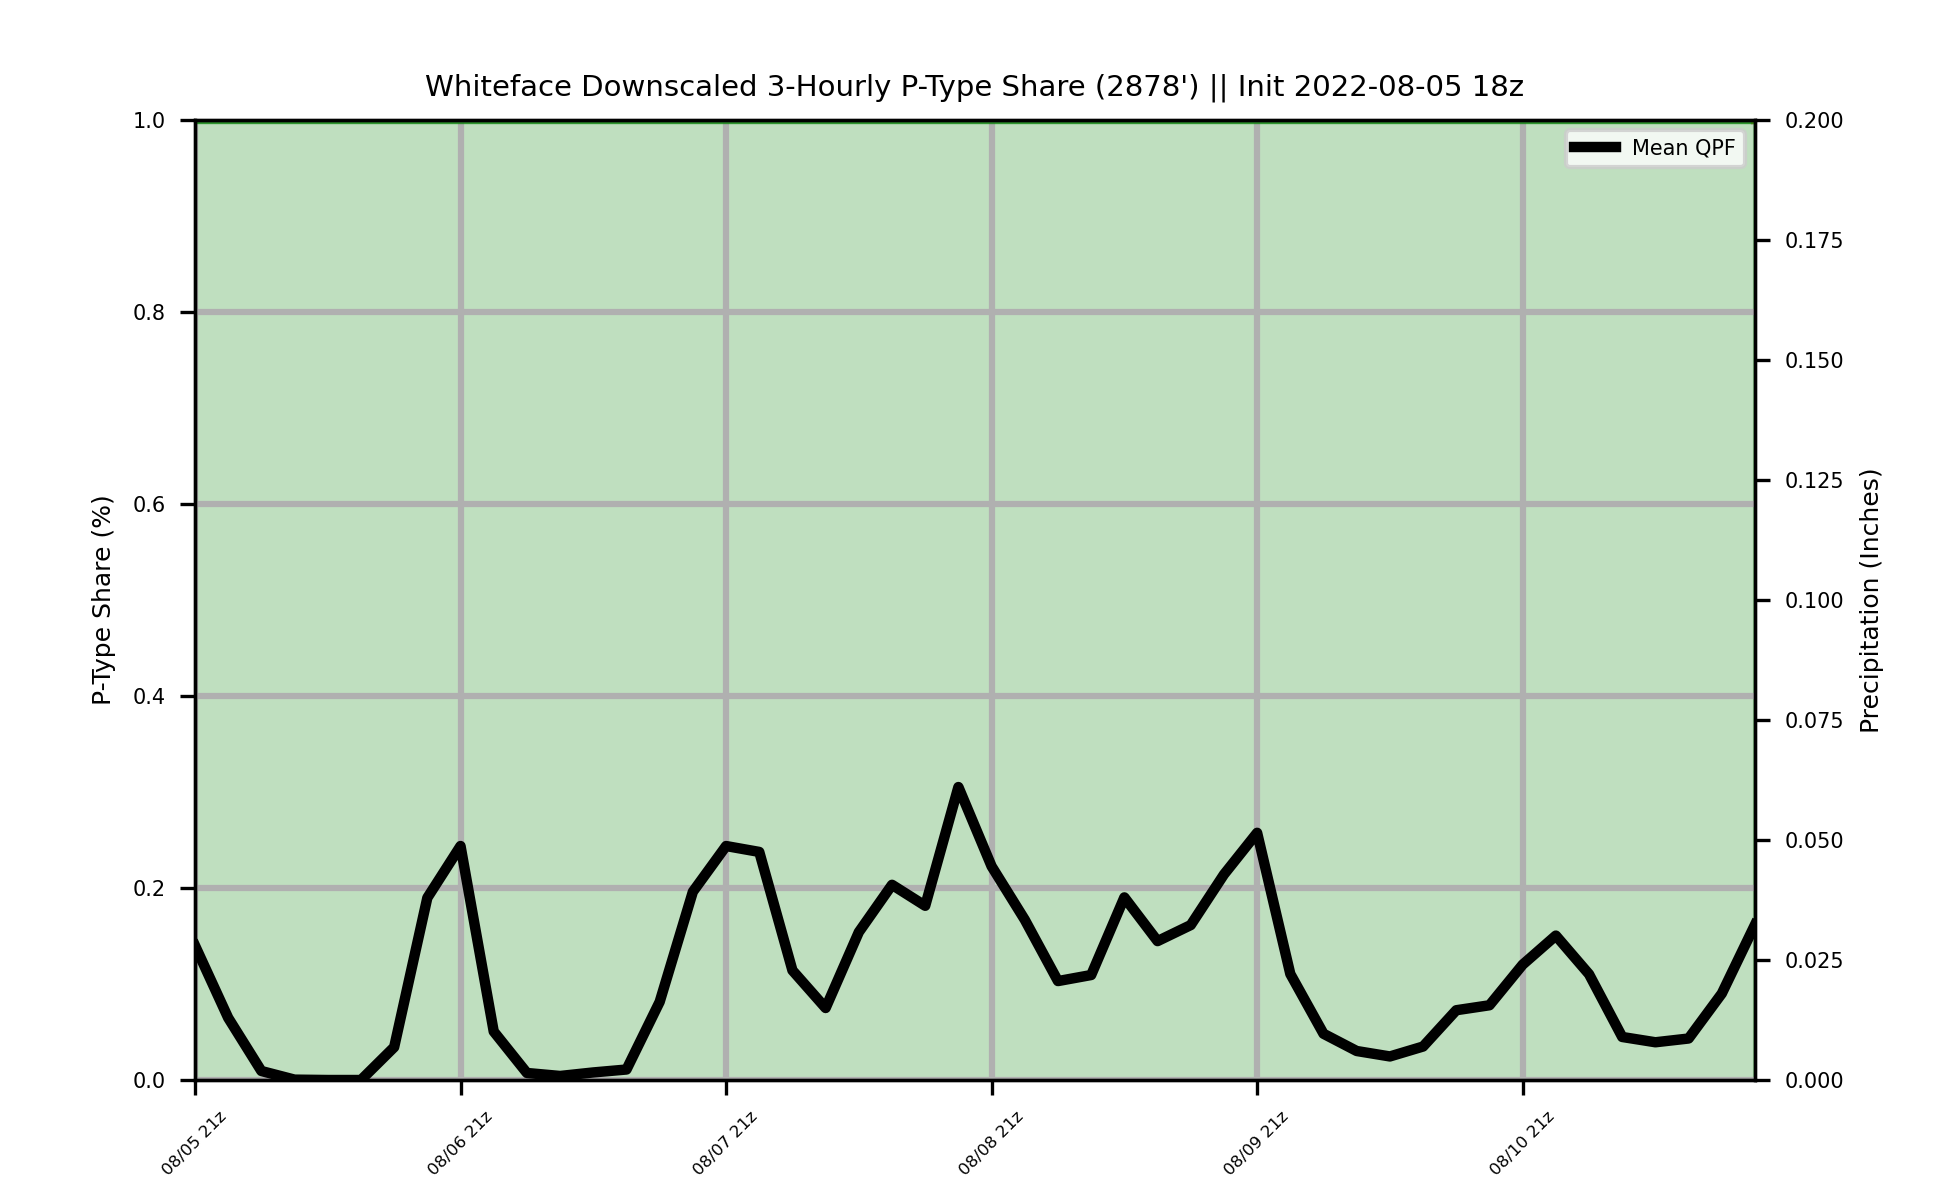 Whiteface Downscaled 3-Hourly P-Type Share (2878') || Init 2022-08-05 18z
Mean QPF
P-Type Share (%)
1.0
0.8
0.6
0.4
0.2
0.0
0.200
0.175
0.150
0.125
0.100
0.075
0.050
0.025
0.000
Precipitation (Inches)
08/05 21z
08/06 21z
08/07 21z
08/08 21z
08/09 21z
08/10 21z